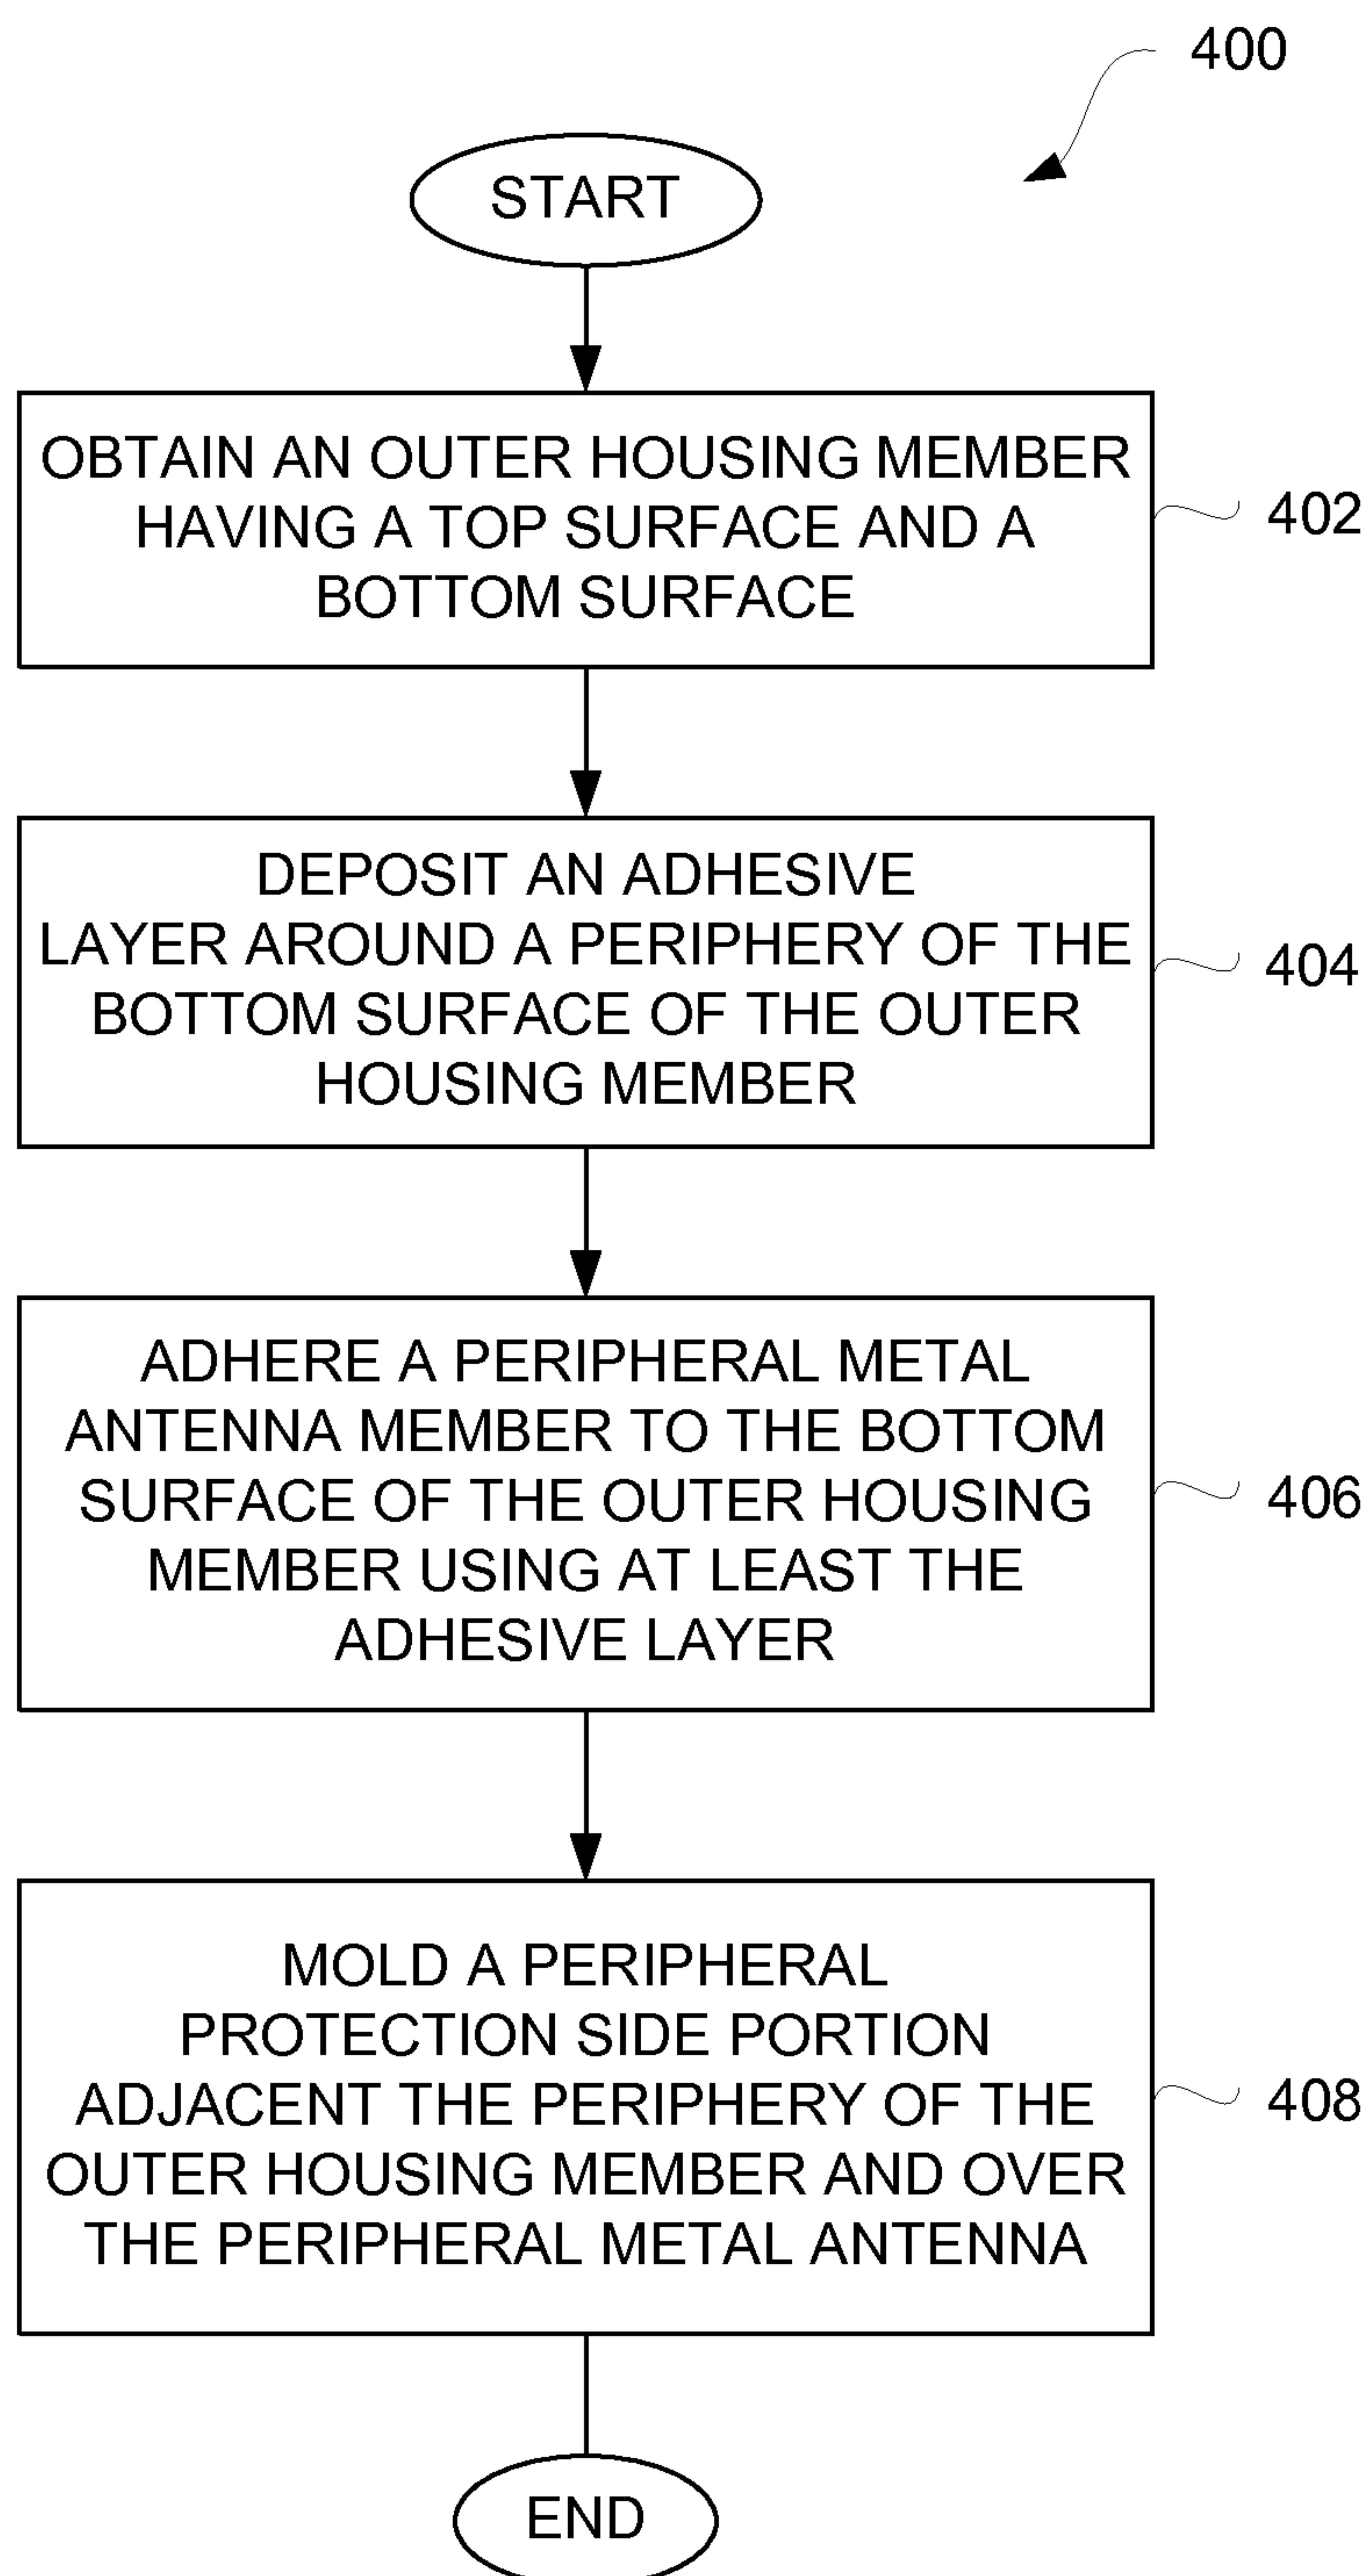 400
START
OBTAIN AN OUTER HOUSING MEMBER
HAVING A TOP SURFACE AND A
BOTTOM SURFACE
402
DEPOSIT AN ADHESIVE
LAYER AROUND A PERIPHERY OF THE
BOTTOM SURFACE OF THE OUTER
HOUSING MEMBER
404
ADHERE A PERIPHERAL METAL
ANTENNA MEMBER TO THE BOTTOM
SURFACE OF THE OUTER HOUSING
MEMBER USING AT LEAST THE
ADHESIVE LAYER
406
MOLD A PERIPHERAL
PROTECTION SIDE PORTION
ADJACENT THE PERIPHERY OF THE
OUTER HOUSING MEMBER AND OVER
THE PERIPHERAL METAL ANTENNA
408
END